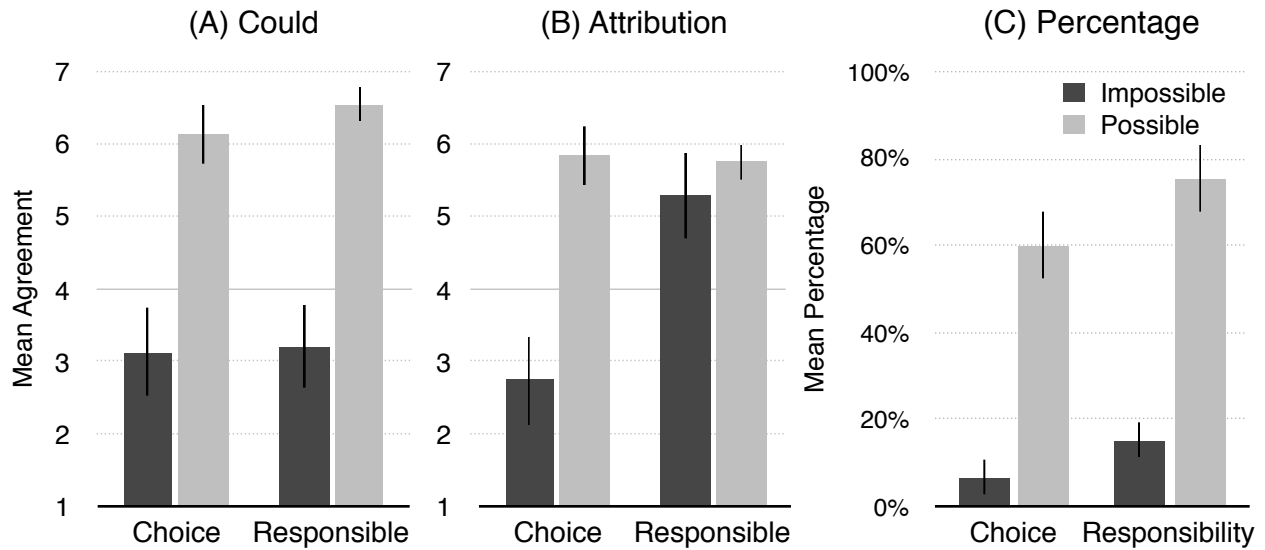 (A) Could
(B) Attribution
(C) Percentage
Mean Agreement
7
6
5
4
3
2
1
Choice Responsible
7
6
5
4
3
2
1
Choice Responsible
Mean Percentage
100%
80%
60%
40%
20%
0%
Impossible
Possible
Choice Responsibility